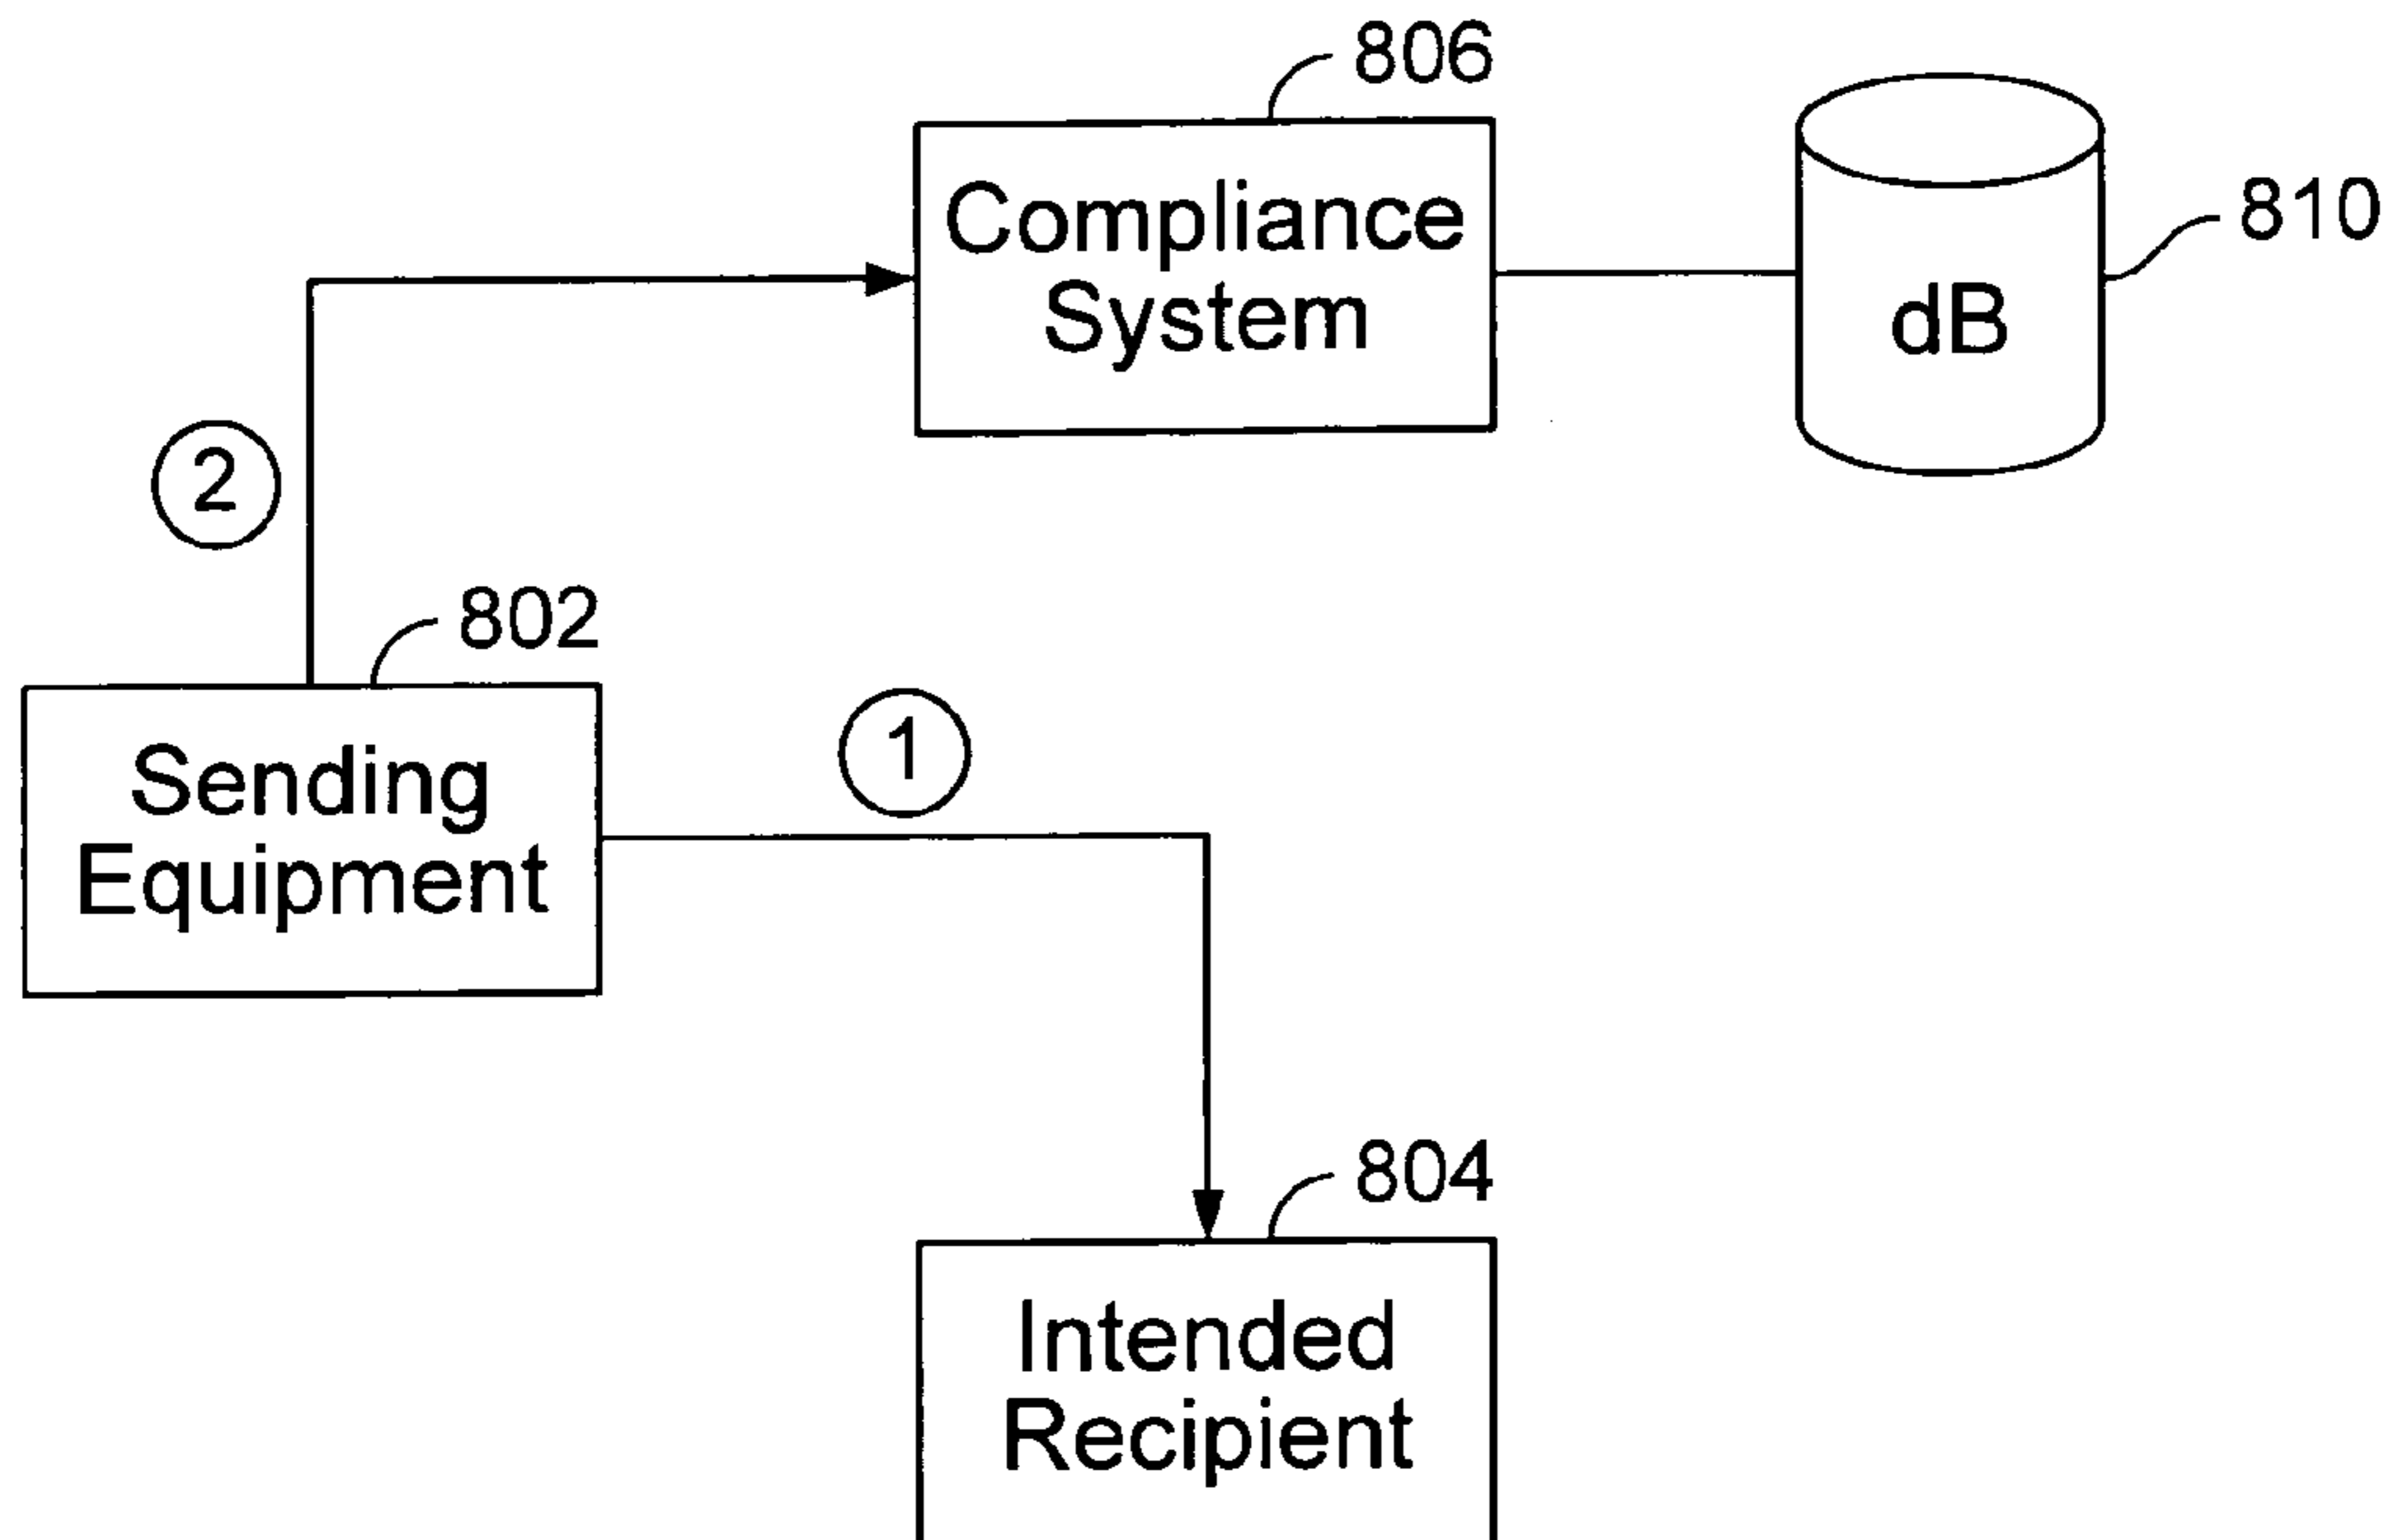 806
Compliance
System
810
dB
2
802
Sending
Equipment
1
804
Intended
Recipient